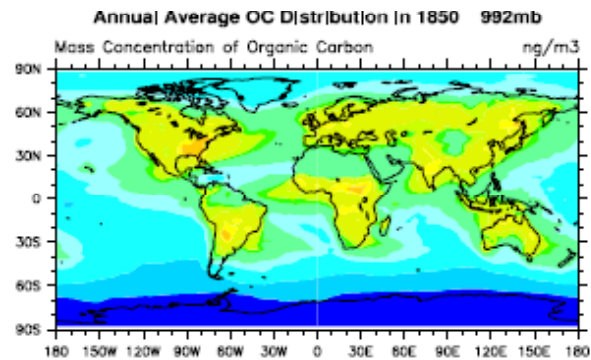 Annual Average OC Distribution in 1850 992mb
Mass Concentration of Organic Carbon ng/m3
90N
60N
30N
0
30S
60S
90S
180 150W 120W 90W 60W 30W 0 30E 60E 90E 120E 150E 180